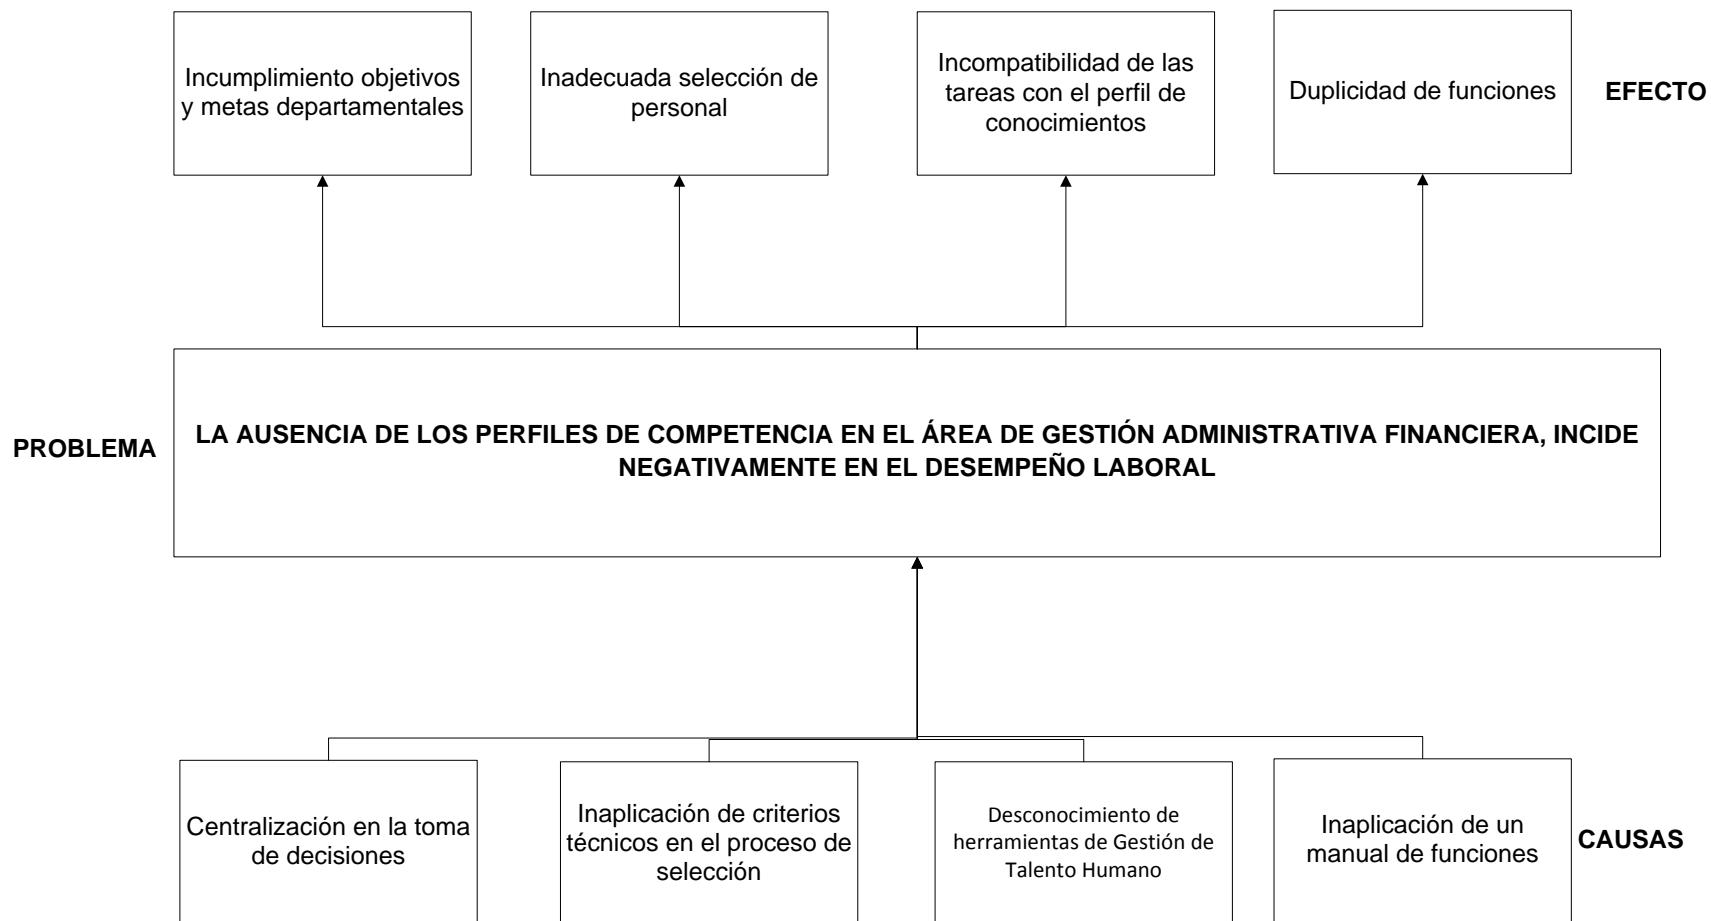 Incumplimiento objetivos
y metas departamentales
Inadecuada selección de
personal
Incompatibilidad de las
tareas con el perfil de
conocimientos
Duplicidad de funciones
EFECTO
PROBLEMA
LA AUSENCIA DE LOS PERFILES DE COMPETENCIA EN EL ÁREA DE GESTIÓN ADMINISTRATIVA FINANCIERA, INCIDE
NEGATIVAMENTE EN EL DESEMPEÑO LABORAL
Centralización en la toma
de decisiones
Inaplicación de criterios
técnicos en el proceso de
selección
Desconocimiento de
herramientas de Gestión de
Talento Humano
Inaplicación de un
manual de funciones
CAUSAS